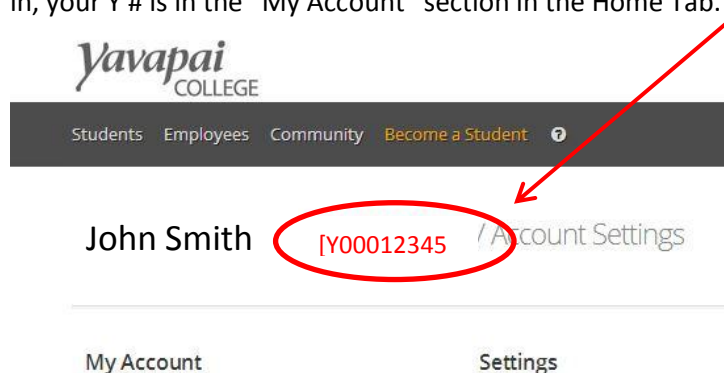 in, your Y # is in the "My Account" section in the Home Tab.
Yavapai
COLLEGE
Students Employees Community Become a Student ?
John Smith [Y00012345 / Account Settings
My Account Settings